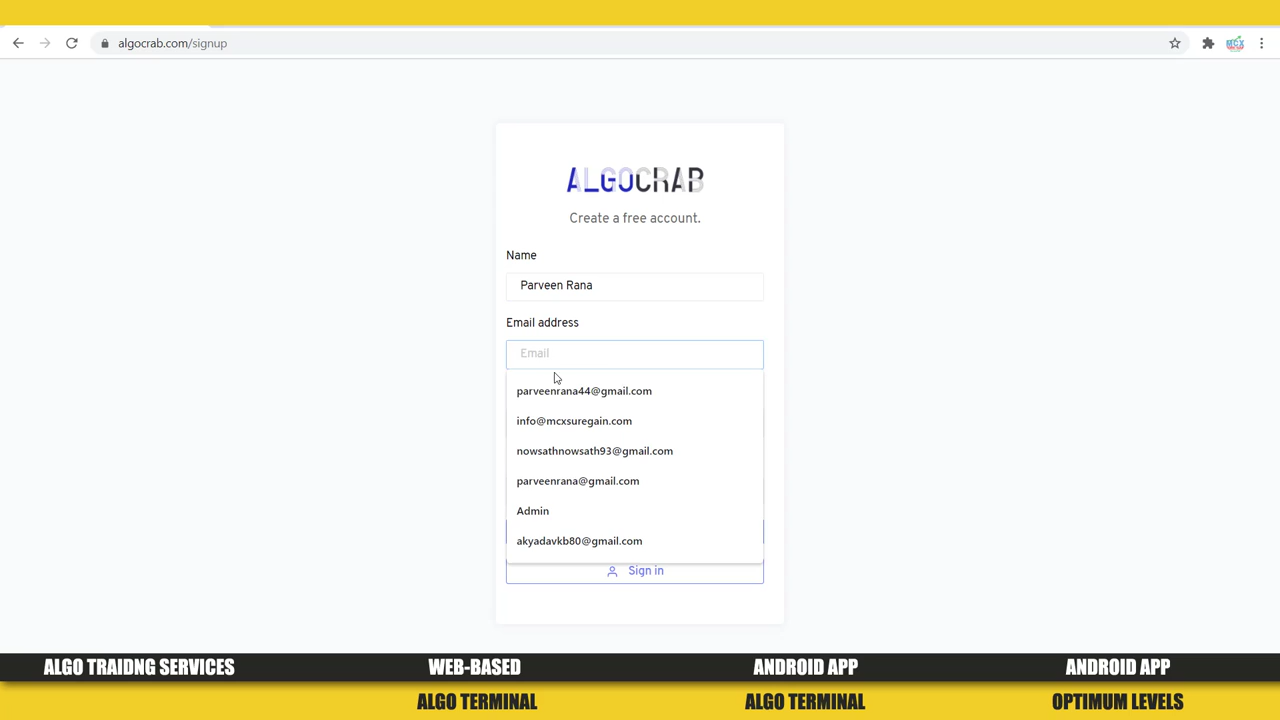 algocrab.com/signup
MCX
ALGOCRAB
Create a free account.
Name
Parveen Rana
Email address
Email
parveenrana44@gmail.com
info@mcxsuregain.com
nowsathnowsath93@gmail.com
parveenrana@gmail.com
Admin
akyadavkb80@gmail.com
Sign in
ALGO TRAIDNG SERVICES
WEB-BASED
ALGO TERMINAL
ANDROID APP
ALGO TERMINAL
ANDROID APP
OPTIMUM LEVELS